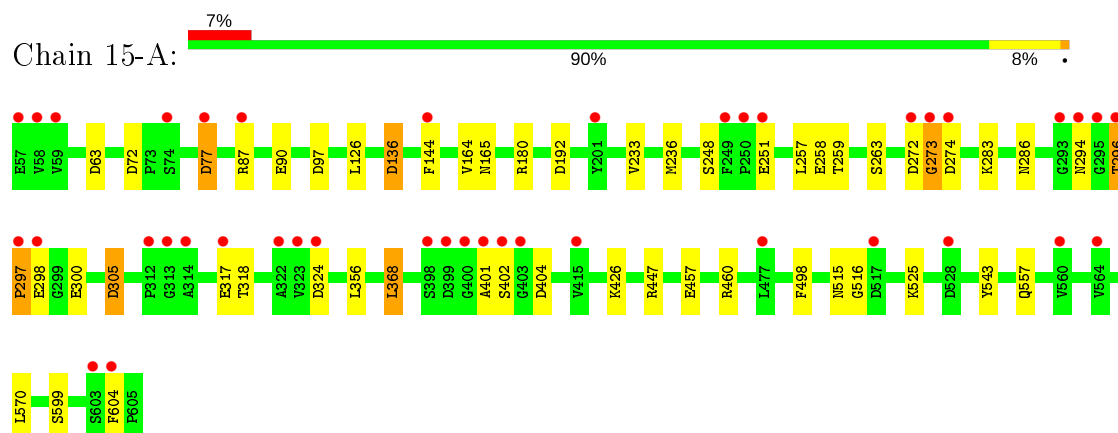 7%
Chain 15-A:
90% 8% •
E57 V58 V59 D63 D72 P73 S74 D77 R87 E90 D97 L126 D136 F144 V164 N165 R180 D192 Y201 V233 M236 S248 F249 P250 E251 L257 E258 T259 S263 D272 G273 D274 K283 N286 G293 N294 G295 T296
P297 E298 G299 E300 D305 P312 G313 A314 E317 T318 A322 V323 D324 L356 L368 S398 D399 G400 A401 S402 G403 D404 V415 K426 R447 E457 R460 L477 F498 N515 G516 D517 K525 D528 Y543 Q557 V560 V564
L570 S599 S603 F604 P605